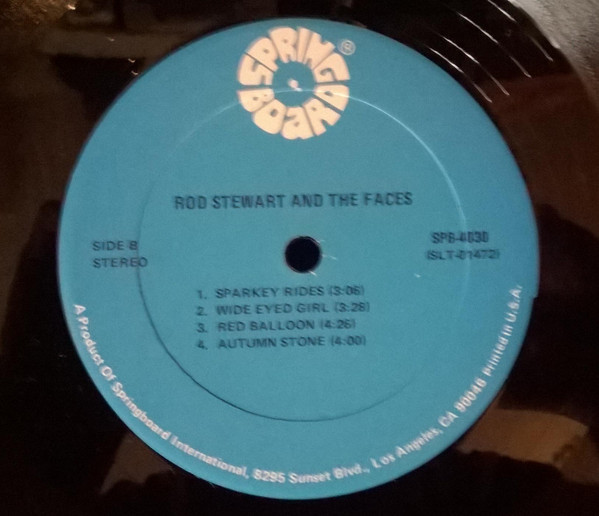 SPRING
BOARD
®
ROD STEWART AND THE FACES
SIDE B
STEREO
SPB-4030
(SLT-01472)
1. SPARKEY RIDES (3:06)
2. WIDE EYED GIRL (3:28)
3. RED BALLOON (4:26)
4. AUTUMN STONE (4:00)
A Product Of Springboard International, 8295 Sunset Blvd., Los Angeles, CA 90046 Printed in U.S.A.